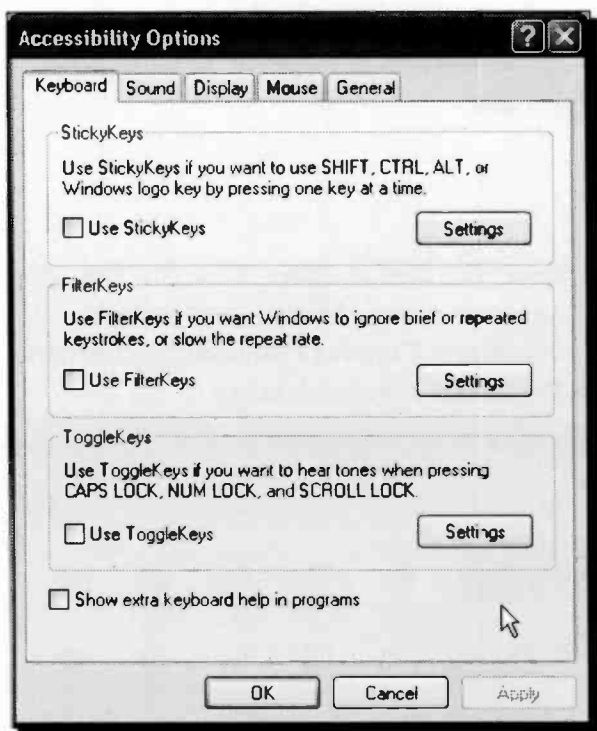 Accessibility Options
Keyboard Sound Display Mouse General
StickyKeys
Use StickyKeys if you want to use SHIFT, CTRL, ALT, or
Windows logo key by pressing one key at a time.
Use StickyKeys Settings
FilterKeys
Use FilterKeys if you want Windows to ignore brief or repeated
keystrokes, or slow the repeat rate.
Use FilterKeys Settings
ToggleKeys
Use ToggleKeys if you want to hear tones when pressing
CAPS LOCK, NUM LOCK, and SCROLL LOCK.
Use ToggleKeys Settings
Show extra keyboard help in programs
OK Cancel Apply